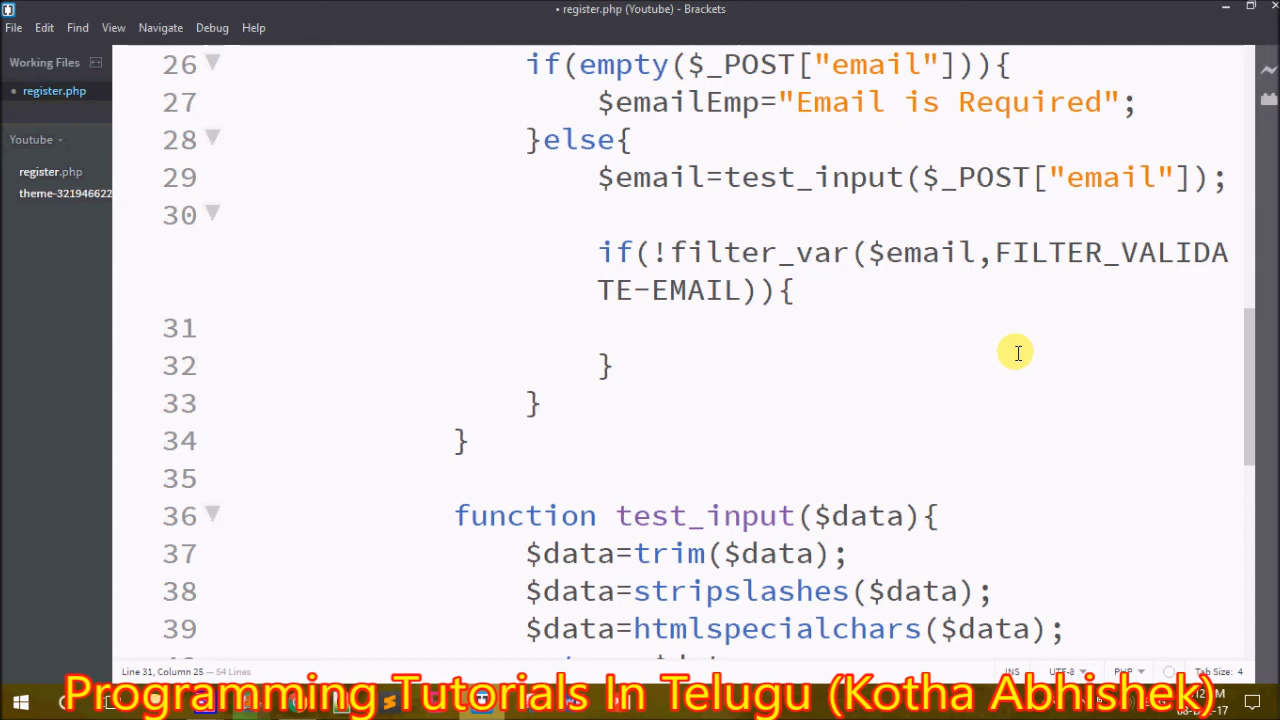 • register.php (Youtube) - Brackets
File Edit Find View Navigate Debug Help
Working Files
• register.php
Youtube
register.php
theme-321946622
26 if(empty($_POST["email"])){
27 $emailEmp="Email is Required";
28 }else{
29 $email=test_input($_POST["email"]);
30
if(!filter_var($email,FILTER_VALIDA
TE-EMAIL)){
31
32 }
33 }
34 }
35
36 function test_input($data){
37 $data=trim($data);
38 $data=stripslashes($data);
39 $data=htmlspecialchars($data);
Line 31, Column 25 — 54 Lines
INS UTF-8 PHP Tab Size: 4
Programming Tutorials In Telugu (Kotha Abhishek)